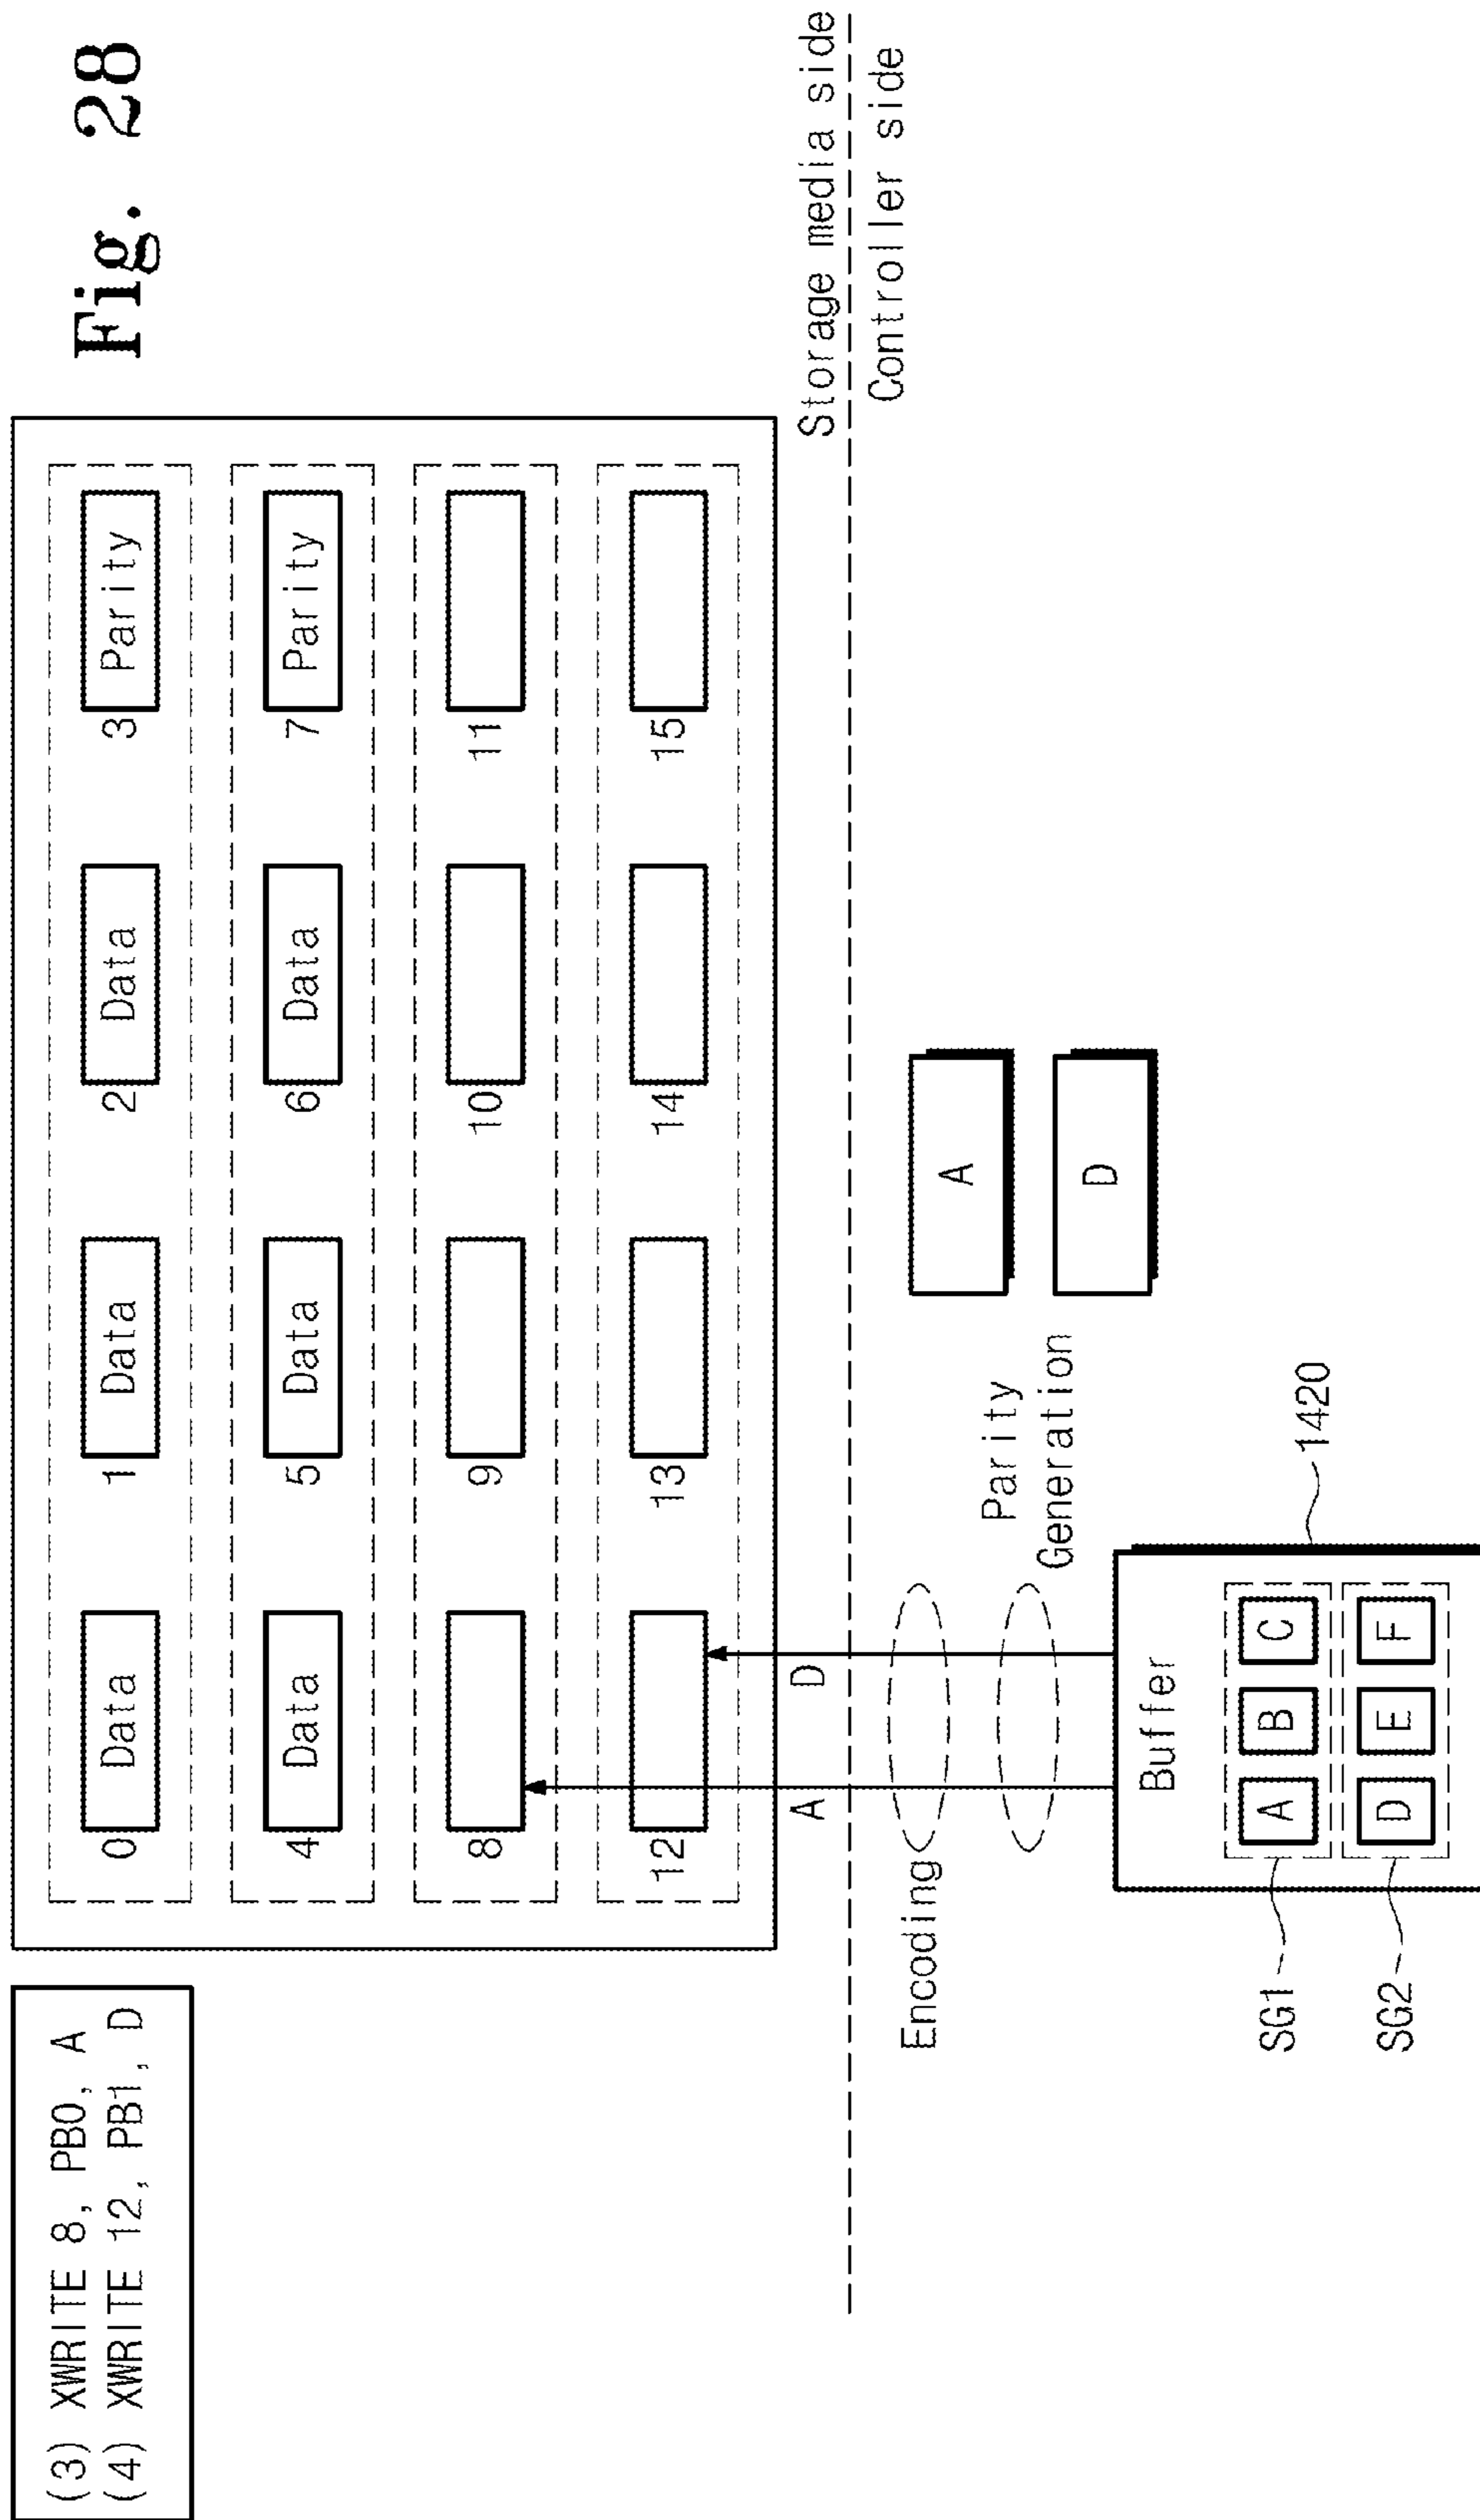 Fig. 28
(3) XWRITE 8, PB0, A
(4) XWRITE 12, PB1, D
0 Data 1 Data 2 Data 3 Parity
4 Data 5 Data 6 Data 7 Parity
8 9 10 11
12 13 14 15
A D
Storage media side
Controller side
Encoding
Parity
Generation
A
D
Buffer
1420
SG1 A B C
SG2 D E F